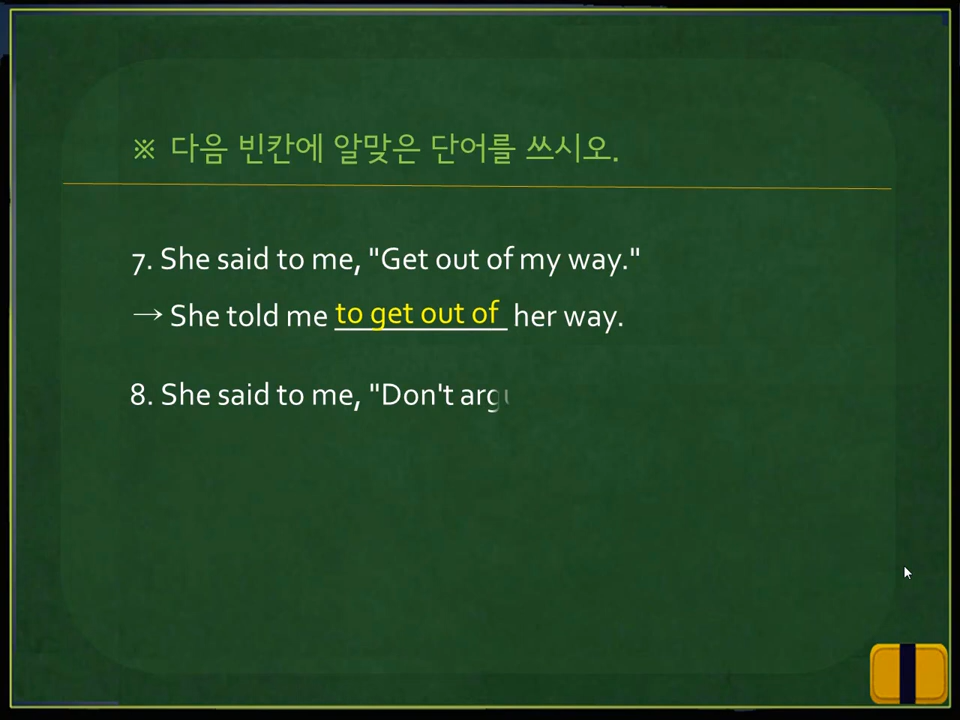 ※ 다음 빈칸에 알맞은 단어를 쓰시오.
7. She said to me, "Get out of my way."
→ She told me to get out of her way.
8. She said to me, "Don't